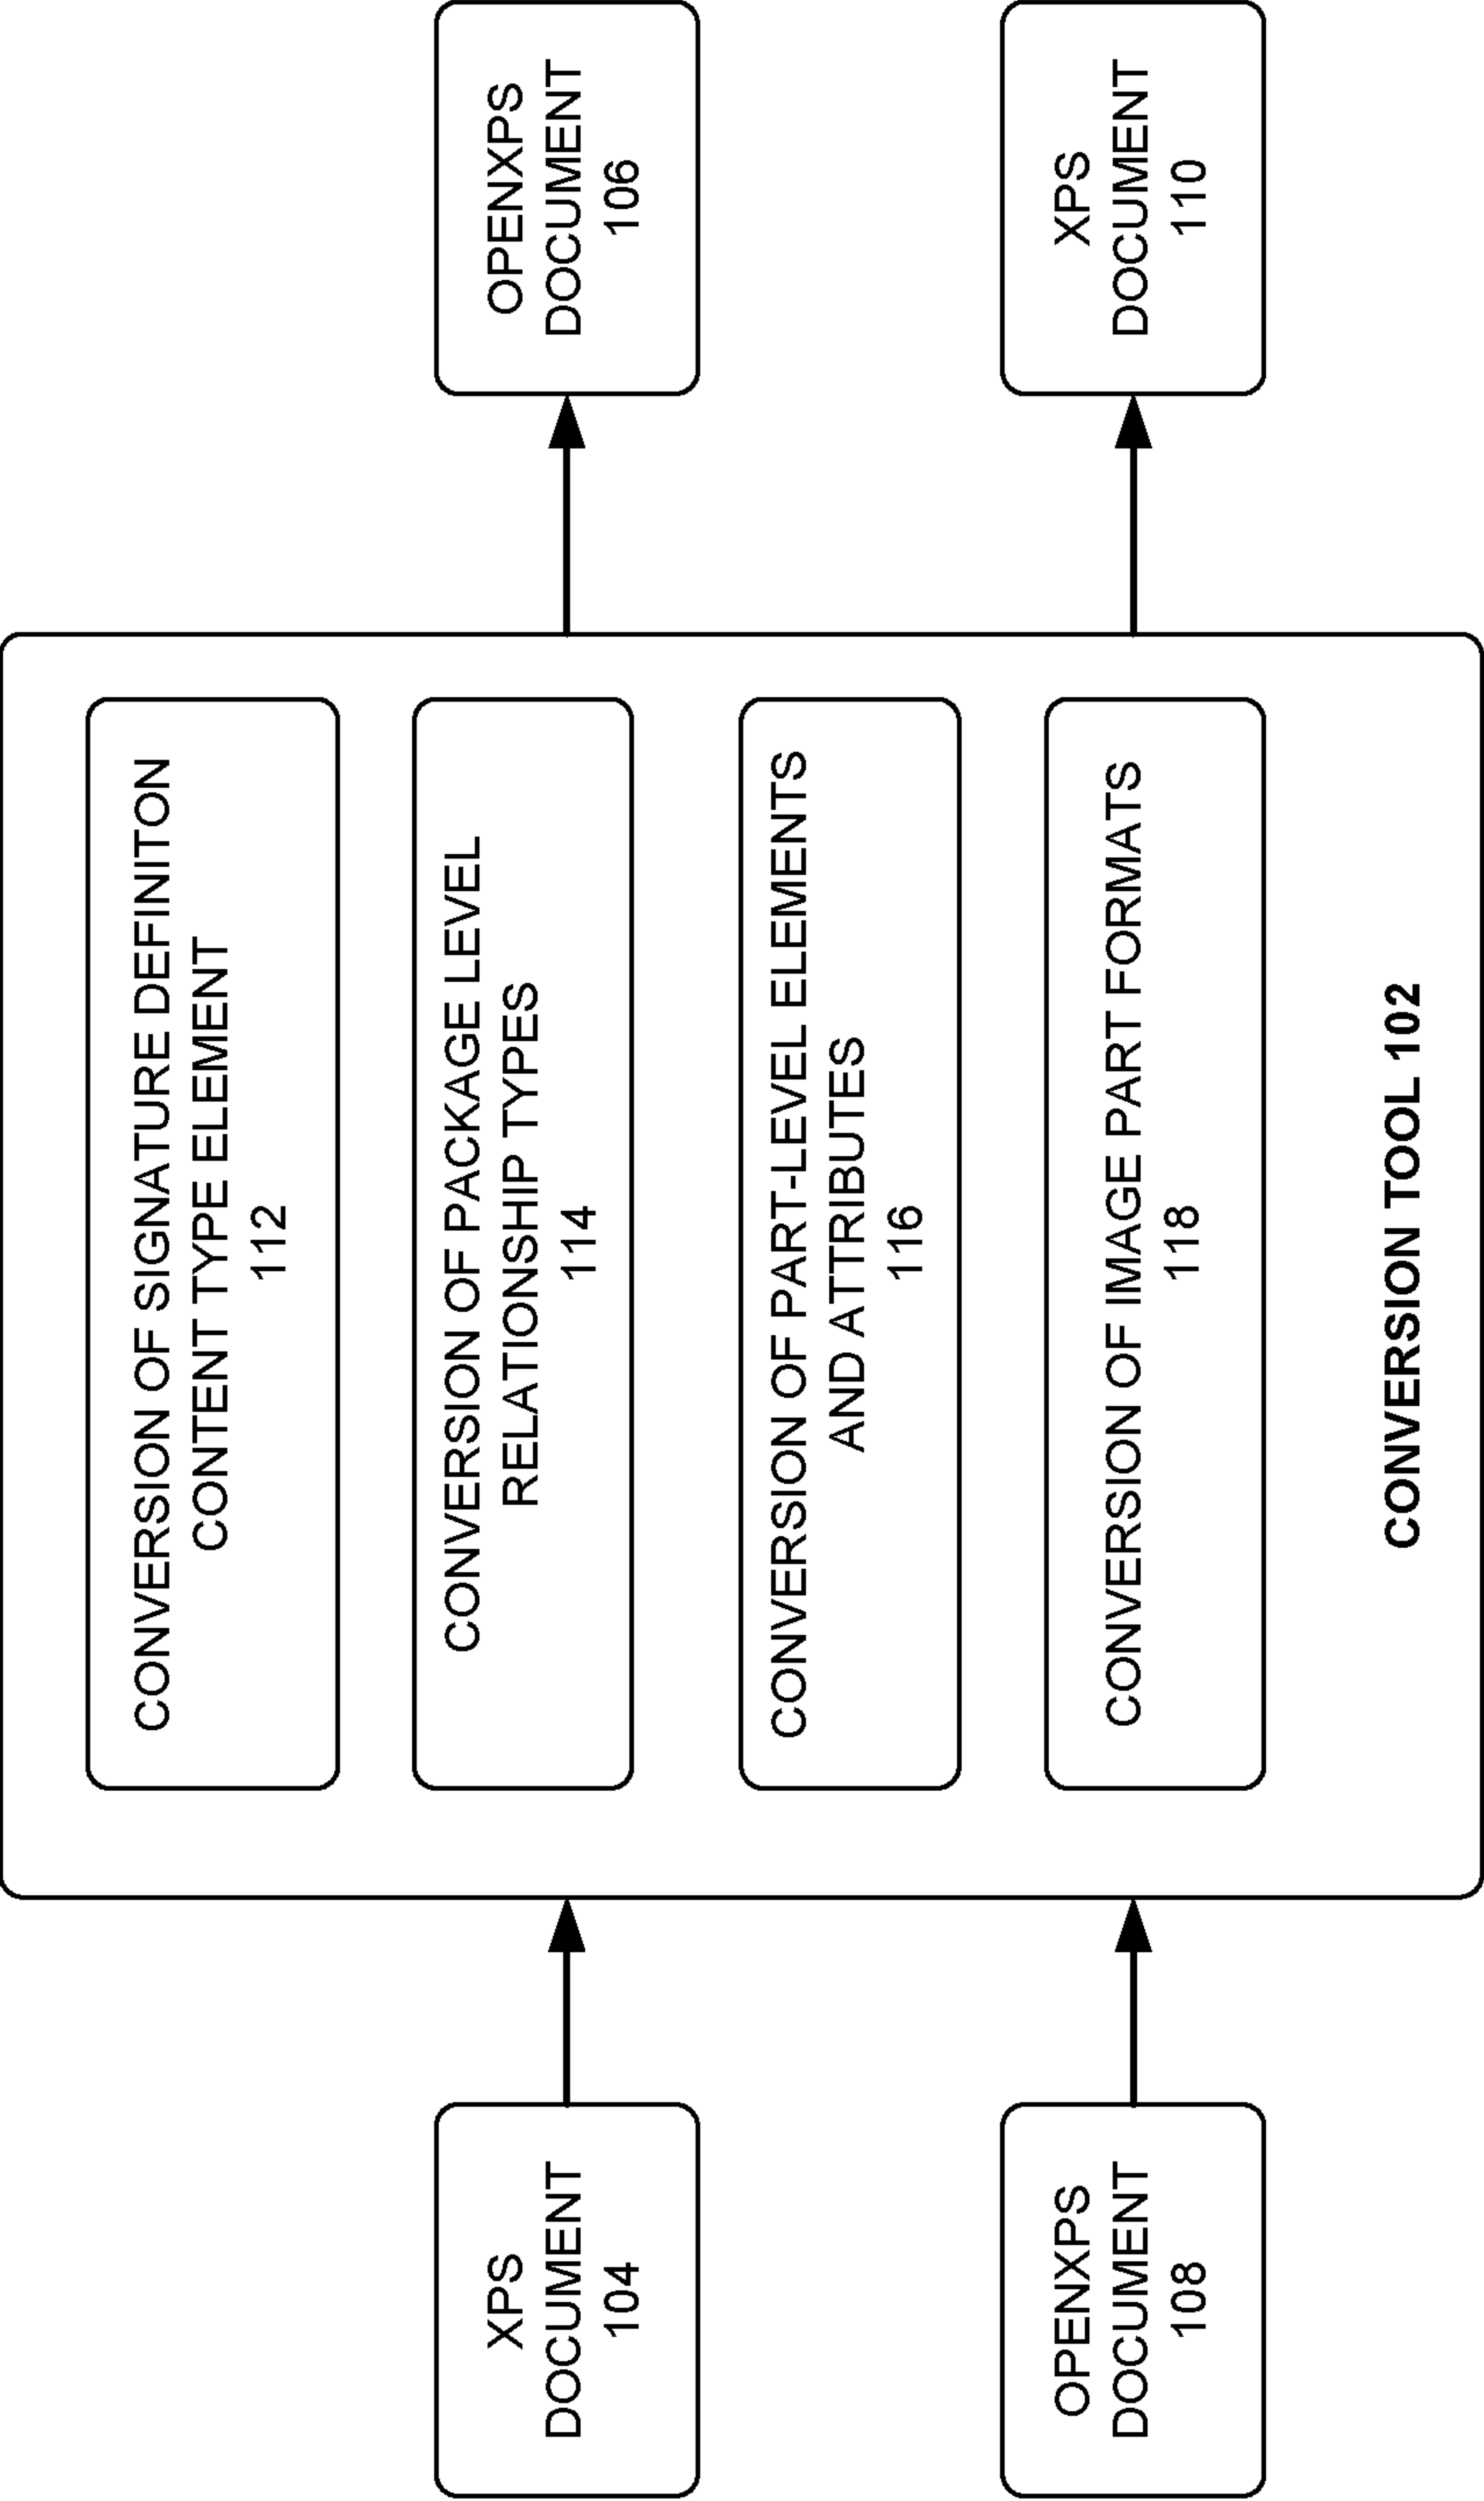 XPS
DOCUMENT
104
OPENXPS
DOCUMENT
108
CONVERSION OF SIGNATURE DEFINITON
CONTENT TYPE ELEMENT
112
CONVERSION OF PACKAGE LEVEL
RELATIONSHIP TYPES
114
CONVERSION OF PART-LEVEL ELEMENTS
AND ATTRIBUTES
116
CONVERSION OF IMAGE PART FORMATS
118
CONVERSION TOOL 102
OPENXPS
DOCUMENT
106
XPS
DOCUMENT
110